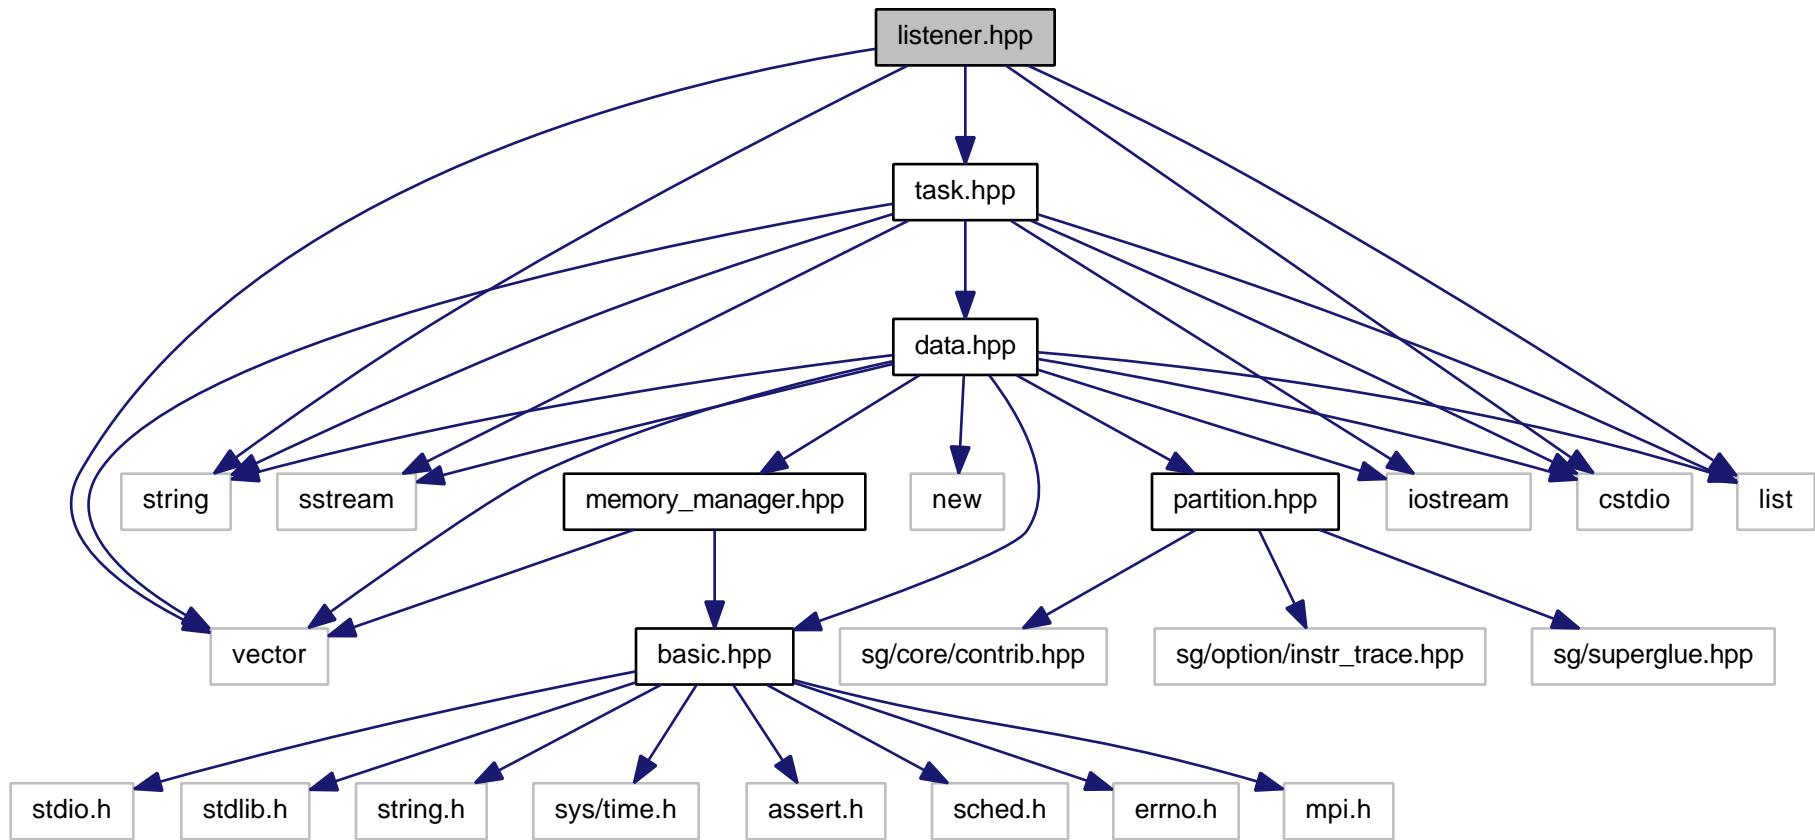 listener.hpp
task.hpp
data.hpp
string
sstream
memory_manager.hpp
new
partition.hpp
iostream
cstdio
list
vector
basic.hpp
sg/core/contrib.hpp
sg/option/instr_trace.hpp
sg/superglue.hpp
stdio.h
stdlib.h
string.h
sys/time.h
assert.h
sched.h
errno.h
mpi.h